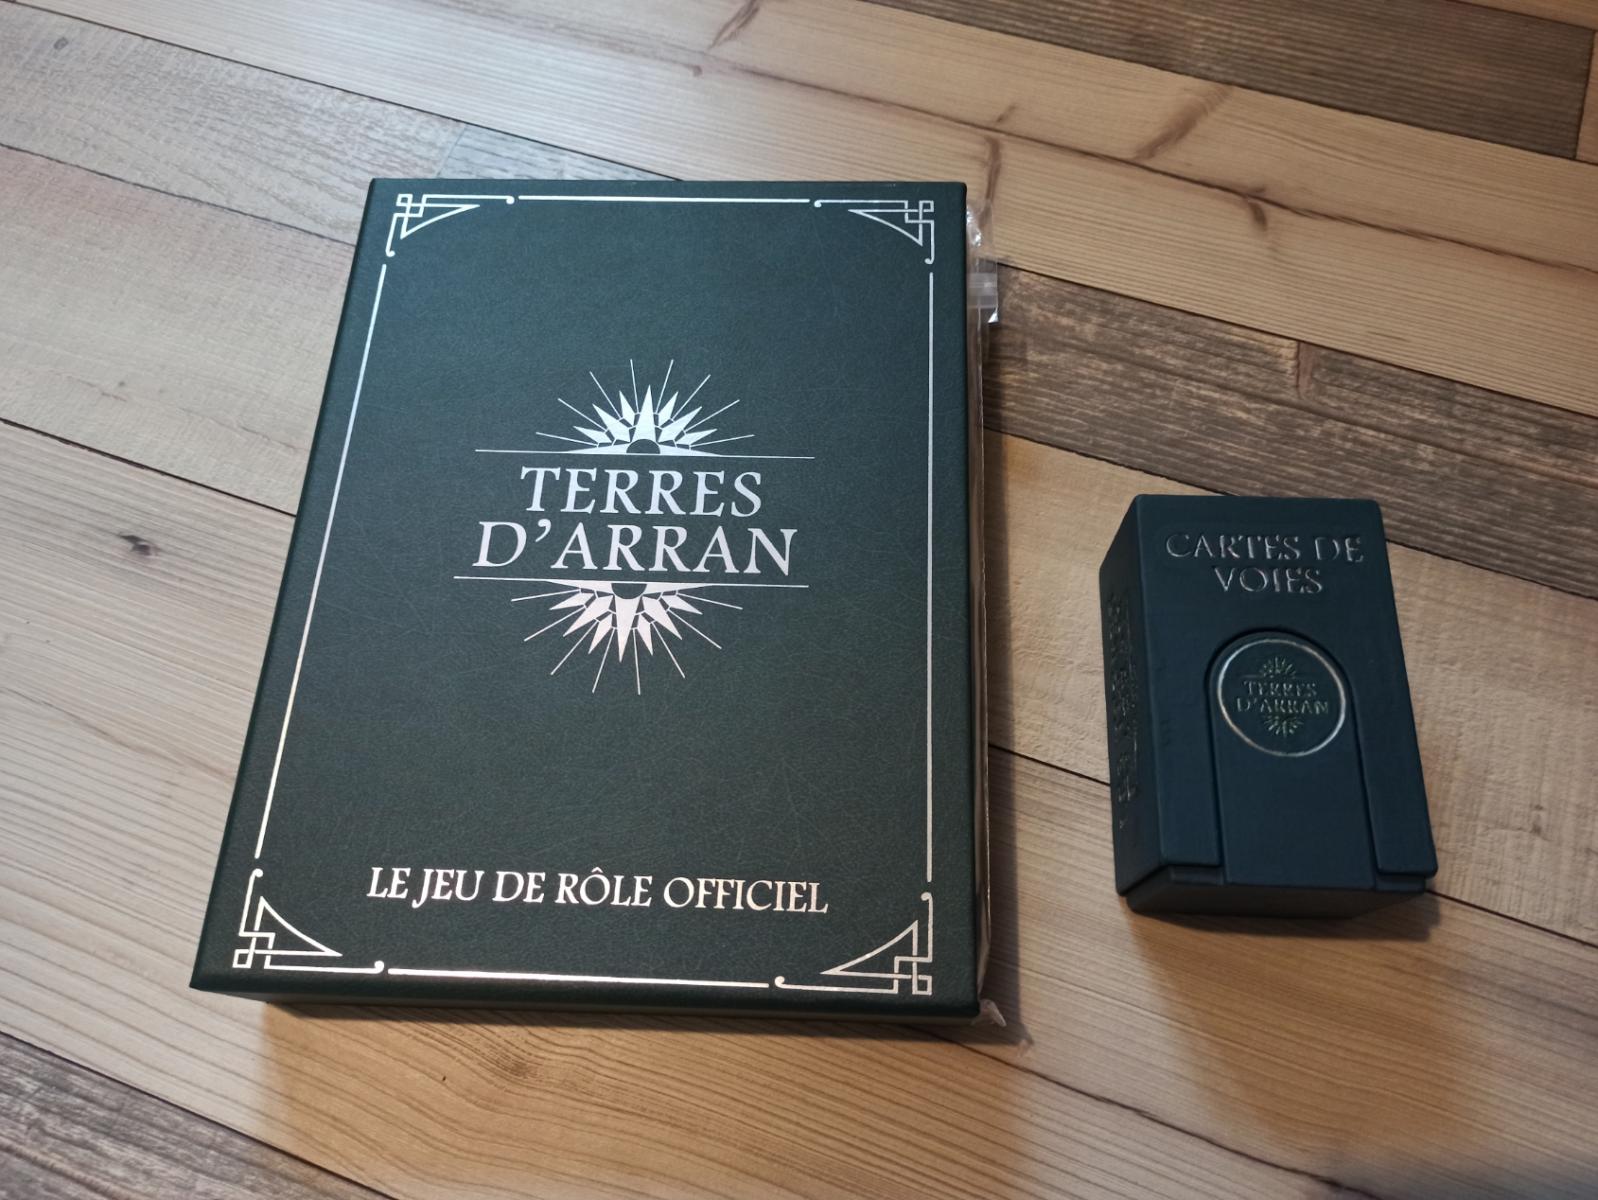 TERRES
D'ARRAN
LE JEU DE RÔLE OFFICIEL
CARTES DE
VOIES
TERRES
D'ARRAN